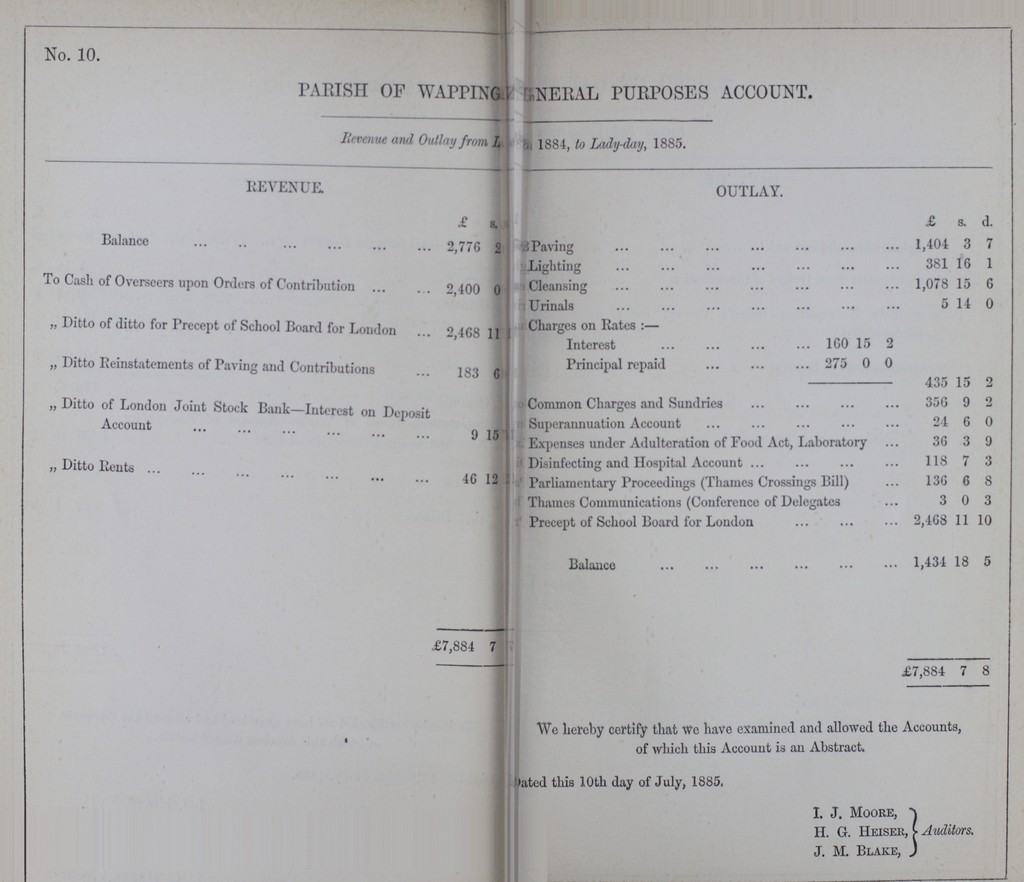 No. 10.
PARISH OF WAPPING ENERAL PURPOSES ACCOUNT.
Revenue and Outlay from 1884, to Lady-day, 1885.
REVENUE.
£ s.
Balance ... .. ... ... ... ... 2,776 2
To Cash of Overseers upon Orders of Contribution ... .. 2,400 0
„ Ditto of ditto for Precept of School Board for London ... 2,468 11
„ Ditto Reinstatements of Paving and Contributions ... 183 6
„ Ditto of London Joint Stock Bank—Interest on Deposit
Account ... ... ... ... ... ... 9 15
„ Ditto Rents ... ... ... ... ... ... 46 12
£7,884 7
OUTLAY.
£ s. d.
Paving ... ... ... ... ... ... ... 1,404 3 7
Lighting ... ... ... ... ... ... ... 381 16 1
Cleansing ... ... ... ... ... ... ... 1,078 15 6
Urinals ... ... ... ... ... ... ... 5 14 0
Charges on Rates :—
Interest ... ... ... ... 160 15 2
Principal repaid ... ... ... 275 0 0
435 15 2
Common Charges and Sundries ... ... ... ... 356 9 2
Superannuation Account ... ... ... ... ... 24 6 0
Expenses under Adulteration of Food Act, Laboratory ... 36 3 9
Disinfecting and Hospital Account ... ... ... ... 118 7 3
Parliamentary Proceedings (Thames Crossings Bill) ... 136 6 8
Thames Communications (Conference of Delegates ... 3 0 3
Precept of School Board for London ... ... ... 2,468 11 10
Balance ... ... ... ... ... ... 1,434 18 5
£7,884 7 8
We hereby certify that we have examined and allowed the Accounts,
of which this Account is an Abstract.
Dated this 10th day of July, 1885.
I. J. MOORE,
H. G. HEISER, } Auditors.
J. M. BLAKE,